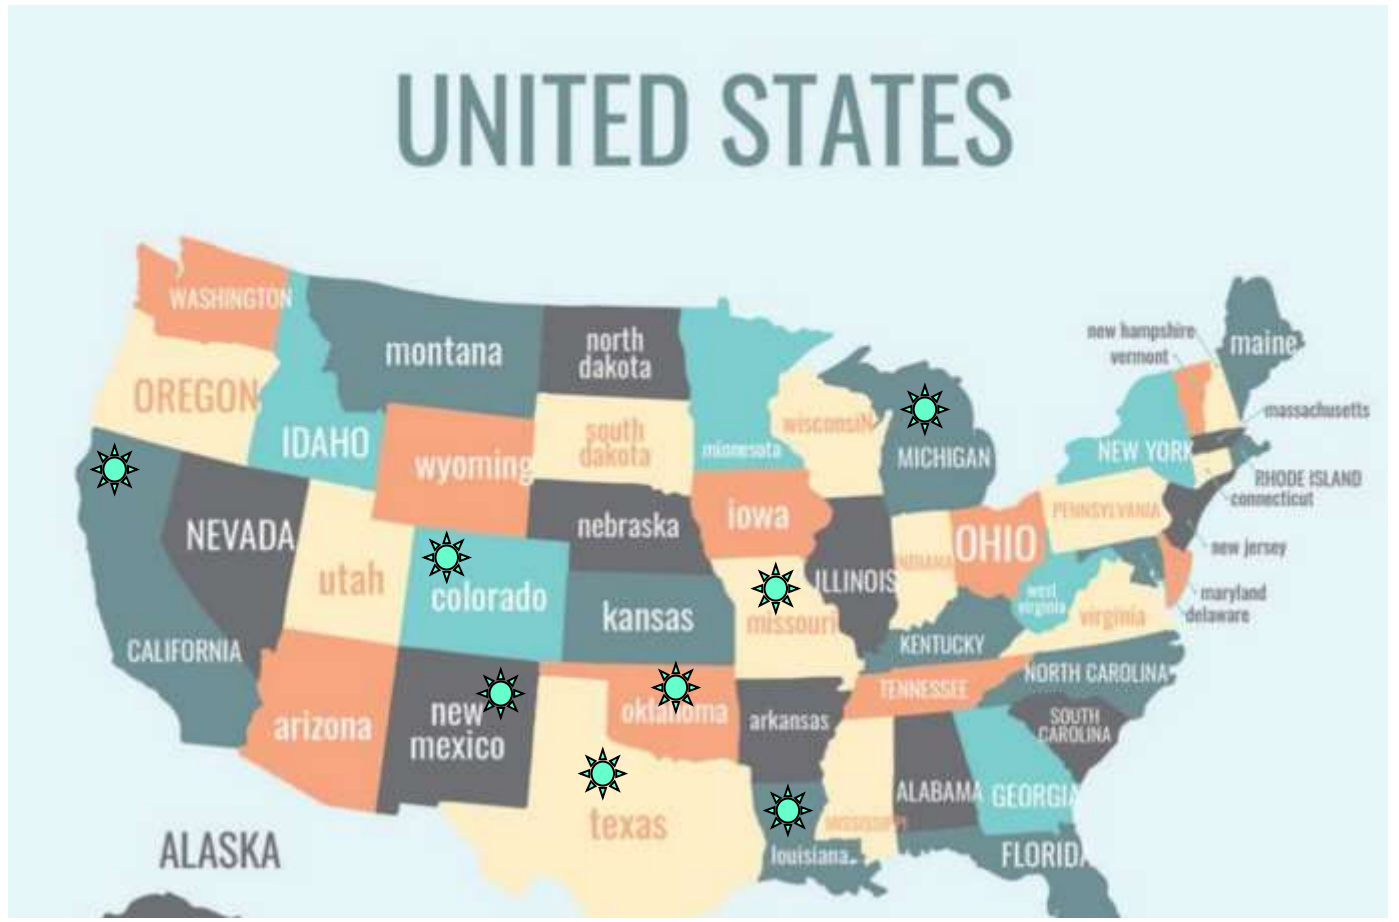 UNITED STATES
WASHINGTON
montana
north
dakota
new hampshire
vermont
maine
OREGON
IDAHO
wyoming
south
dakota
minnesota
wisconsin
MICHIGAN
massachusetts
NEW YORK
RHODE ISLAND
connecticut
NEVADA
utah
colorado
nebraska
iowa
ILLINOIS
INDIANA
OHIO
PENNSYLVANIA
new jersey
maryland
delaware
west
virginia
virginia
CALIFORNIA
kansas
missouri
KENTUCKY
NORTH CAROLINA
TENNESSEE
SOUTH
CAROLINA
arizona
new
mexico
oklahoma
arkansas
texas
louisiana
MISSISSIPPI
ALABAMA
GEORGIA
FLORIDA
ALASKA